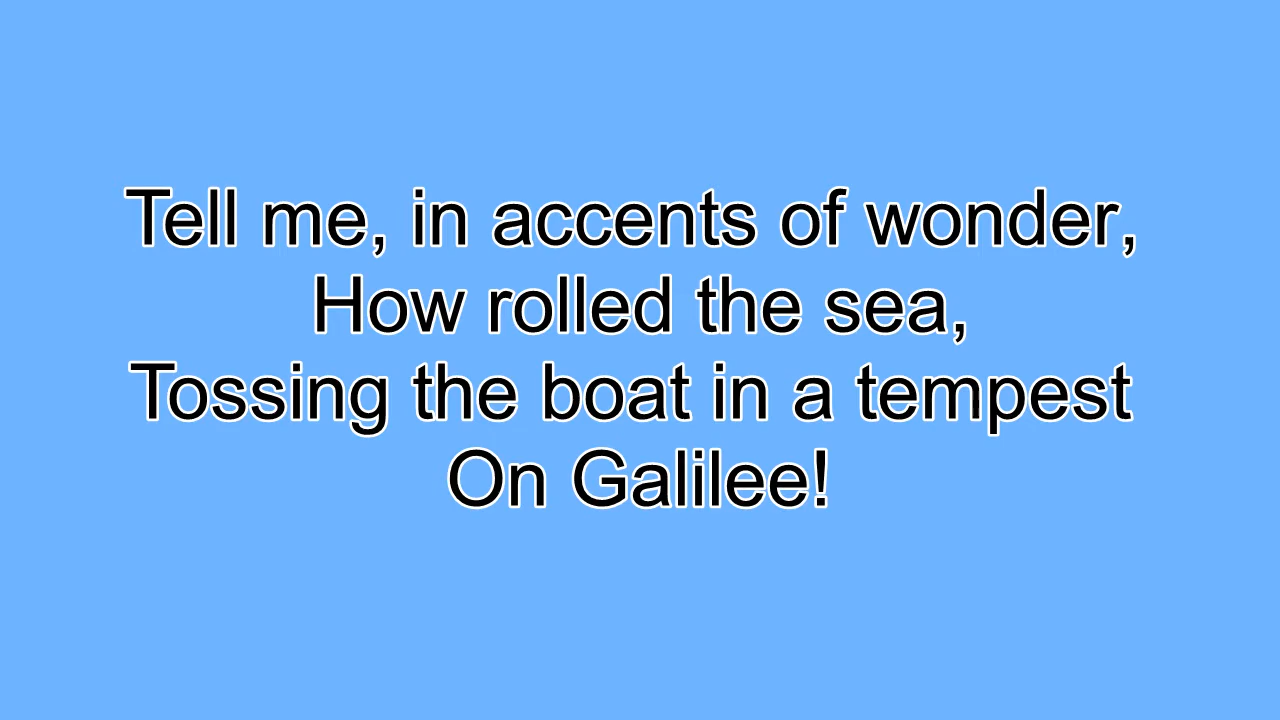 Tell me, in accents of wonder,
How rolled the sea,
Tossing the boat in a tempest
On Galilee!